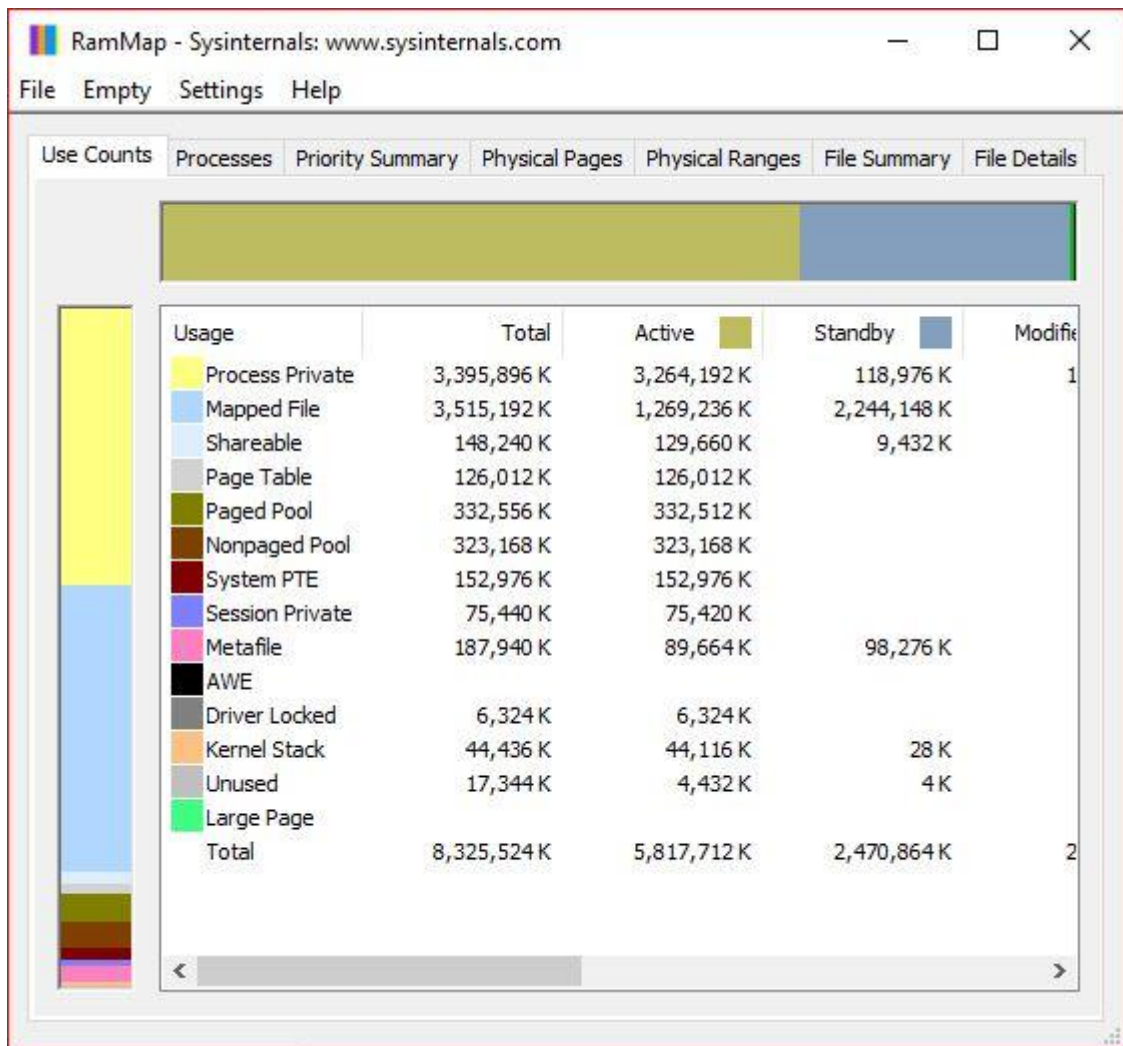 RamMap - Sysinternals: www.sysinternals.com
File Empty Settings Help
Use Counts Processes Priority Summary Physical Pages Physical Ranges File Summary File Details
Usage Total Active Standby Modifie
Process Private 3,395,896 K 3,264,192 K 118,976 K 1
Mapped File 3,515,192 K 1,269,236 K 2,244,148 K
Shareable 148,240 K 129,660 K 9,432 K
Page Table 126,012 K 126,012 K
Paged Pool 332,556 K 332,512 K
Nonpaged Pool 323,168 K 323,168 K
System PTE 152,976 K 152,976 K
Session Private 75,440 K 75,420 K
Metafile 187,940 K 89,664 K 98,276 K
AWE
Driver Locked 6,324 K 6,324 K
Kernel Stack 44,436 K 44,116 K 28 K
Unused 17,344 K 4,432 K 4 K
Large Page
Total 8,325,524 K 5,817,712 K 2,470,864 K 2